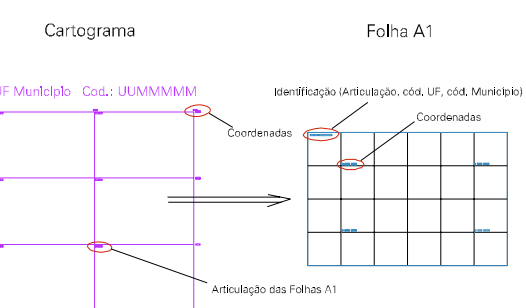 Cartograma
Folha A1
UF Município Cod.: UUMMMMM
Identificação (Articulação, cód. UF, cód. Município)
Coordenadas
Coordenadas
Articulação das Folhas A1